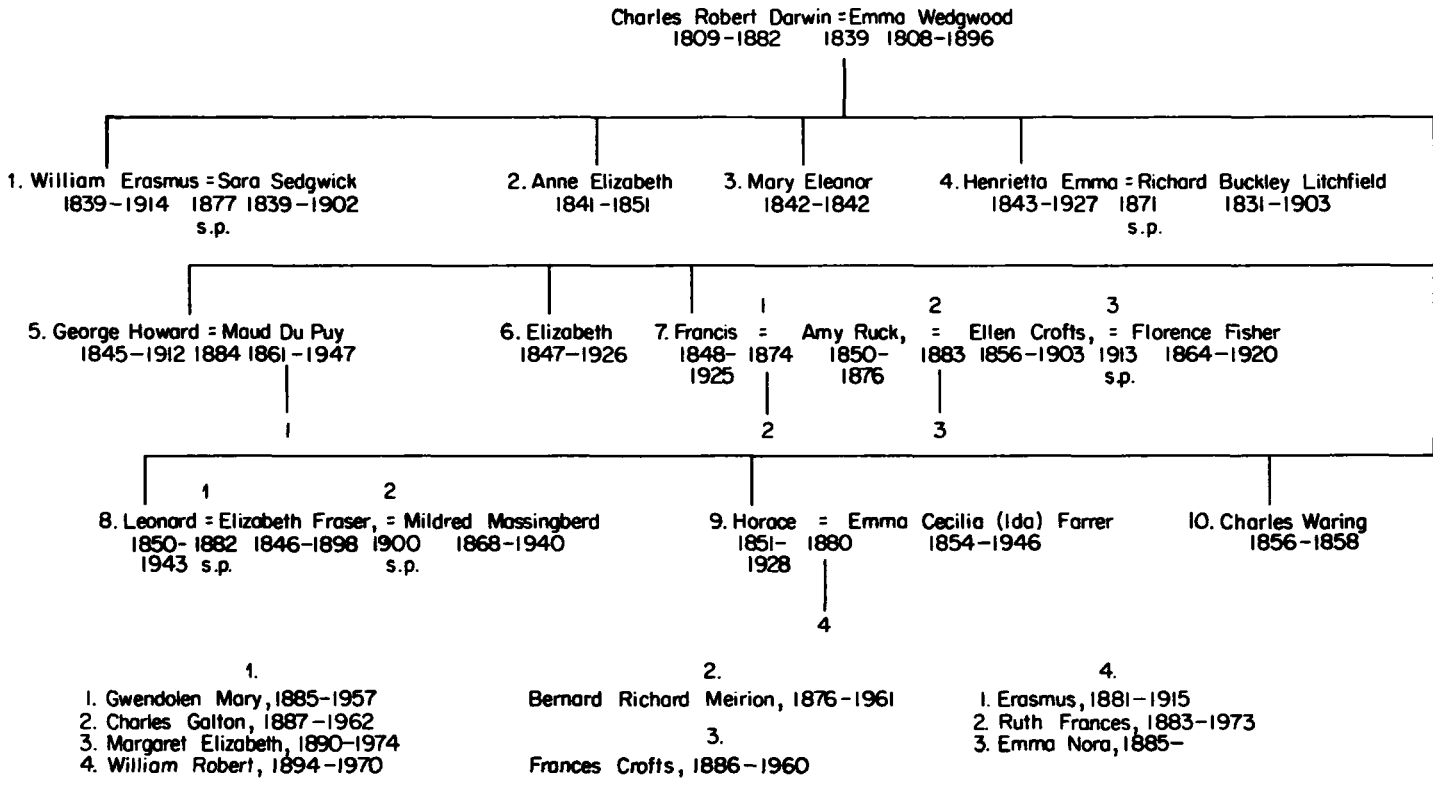 Charles Robert Darwin = Emma Wedgwood
1809-1882 1839 1808-1896
1. William Erasmus = Sara Sedgwick
1839-1914 1877 1839-1902
s.p.
2. Anne Elizabeth
1841-1851
3. Mary Eleanor
1842-1842
4. Henrietta Emma = Richard Buckley Litchfield
1843-1927 1871 1831-1903
s.p.
5. George Howard = Maud Du Puy
1845-1912 1884 1861-1947
1
6. Elizabeth
1847-1926
1 2 3
7. Francis = Amy Ruck, = Ellen Crofts, = Florence Fisher
1848- 1874 1850- 1883 1856-1903 1913 1864-1920
1925 1876 s.p.
2 3
1 2
8. Leonard = Elizabeth Fraser, = Mildred Massingberd
1850- 1882 1846-1898 1900 1868-1940
1943 s.p. s.p.
9. Horace = Emma Cecilia (Ida) Farrer
1851- 1880 1854-1946
1928
4
10. Charles Waring
1856-1858
1.
1. Gwendolen Mary, 1885-1957
2. Charles Galton, 1887-1962
3. Margaret Elizabeth, 1890-1974
4. William Robert, 1894-1970
2.
Bernard Richard Meirion, 1876-1961
3.
Frances Crofts, 1886-1960
4.
1. Erasmus, 1881-1915
2. Ruth Frances, 1883-1973
3. Emma Nora, 1885-